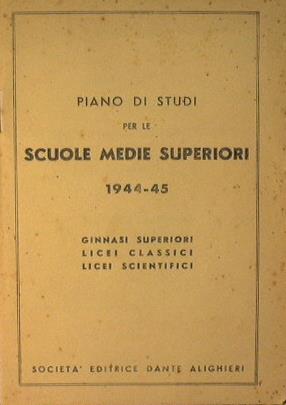 PIANO DI STUDI
PER LE
SCUOLE MEDIE SUPERIORI
1944-45
GINNASI SUPERIORI
LICEI CLASSICI
LICEI SCIENTIFICI
SOCIETA' EDITRICE DANTE ALIGHIERI